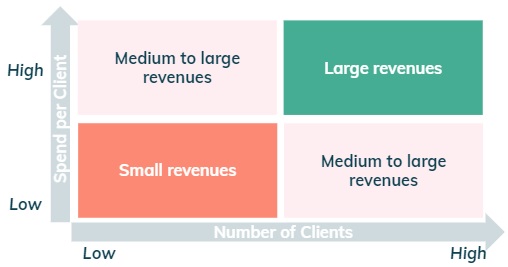 High
Spend per Client
Medium to large
revenues
Large revenues
Small revenues
Medium to large
revenues
Low
Number of Clients
Low
High